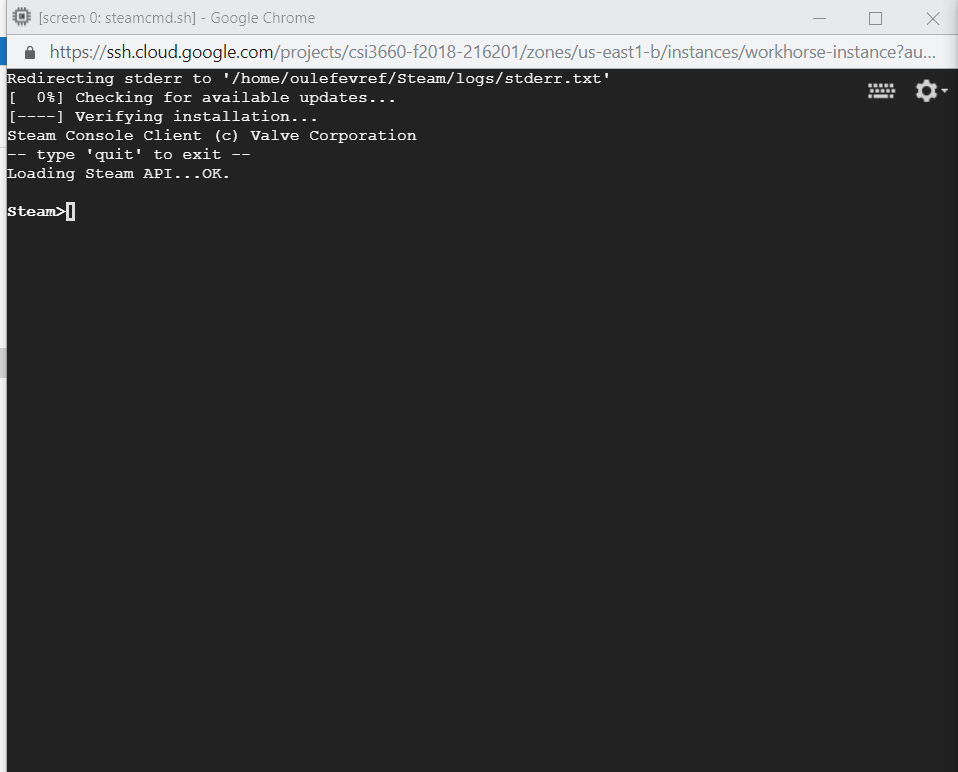 [screen 0: steamcmd.sh] - Google Chrome
https://ssh.cloud.google.com/projects/csi3660-f2018-216201/zones/us-east1-b/instances/workhorse-instance?au...
Redirecting stderr to '/home/oulefevref/Steam/logs/stderr.txt'
[  0%] Checking for available updates...
[----] Verifying installation...
Steam Console Client (c) Valve Corporation
-- type 'quit' to exit --
Loading Steam API...OK.
Steam>